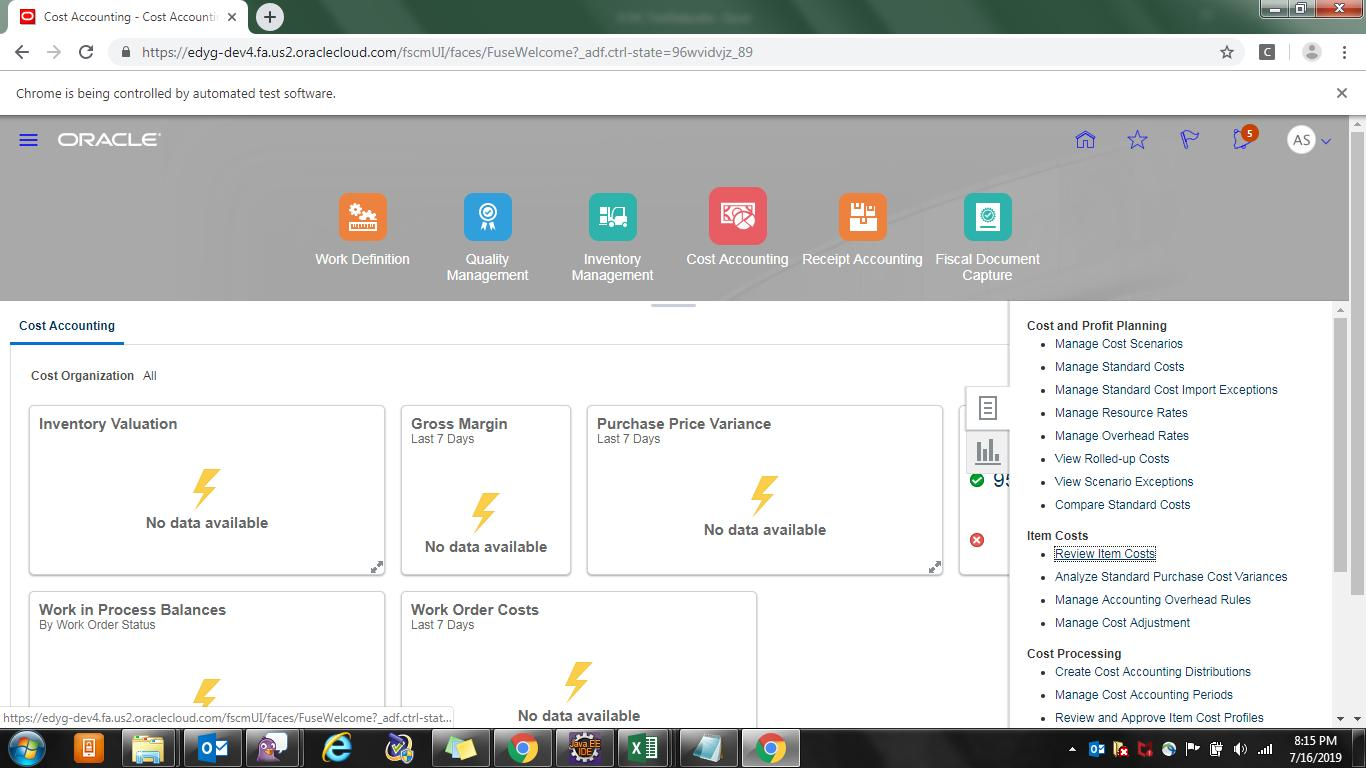 Cost Accounting - Cost Accounti
https://edyg-dev4.fa.us2.oraclecloud.com/fscmUI/faces/FuseWelcome?_adf.ctrl-state=96wvidvjz_89
C
Chrome is being controlled by automated test software.
ORACLE
5
AS
Work Definition
Quality Management
Inventory Management
Cost Accounting
Receipt Accounting
Fiscal Document Capture
Cost Accounting
Cost Organization All
Inventory Valuation
No data available
Gross Margin
Last 7 Days
No data available
Purchase Price Variance
Last 7 Days
No data available
95
Work in Process Balances
By Work Order Status
Work Order Costs
Last 7 Days
No data available
Cost and Profit Planning
Manage Cost Scenarios
Manage Standard Costs
Manage Standard Cost Import Exceptions
Manage Resource Rates
Manage Overhead Rates
View Rolled-up Costs
View Scenario Exceptions
Compare Standard Costs
Item Costs
Review Item Costs
Analyze Standard Purchase Cost Variances
Manage Accounting Overhead Rules
Manage Cost Adjustment
Cost Processing
Create Cost Accounting Distributions
Manage Cost Accounting Periods
Review and Approve Item Cost Profiles
https://edyg-dev4.fa.us2.oraclecloud.com/fscmUI/faces/FuseWelcome?_adf.ctrl-stat...
Java EE
IDE
8:15 PM
7/16/2019